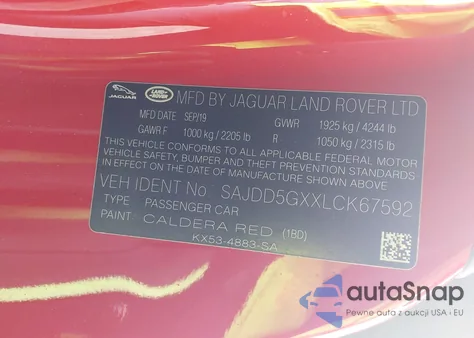 JAGUAR
LAND ROVER
MFD BY JAGUAR LAND ROVER LTD
MFD DATE SEP/19 GVWR 1925 kg / 4244 lb
GAWR F 1000 kg / 2205 lb R 1050 kg / 2315 lb
THIS VEHICLE CONFORMS TO ALL APPLICABLE FEDERAL MOTOR
VEHICLE SAFETY, BUMPER AND THEFT PREVENTION STANDARDS
IN EFFECT ON THE DATE OF MANUFACTURE SHOWN ABOVE
VEH IDENT No SAJDD5GXXLCK67592
TYPE PASSENGER CAR
PAINT CALDERA RED (1BD)
KX53-4883-SA
autoSnap
Pewne auto z aukcji USA i EU